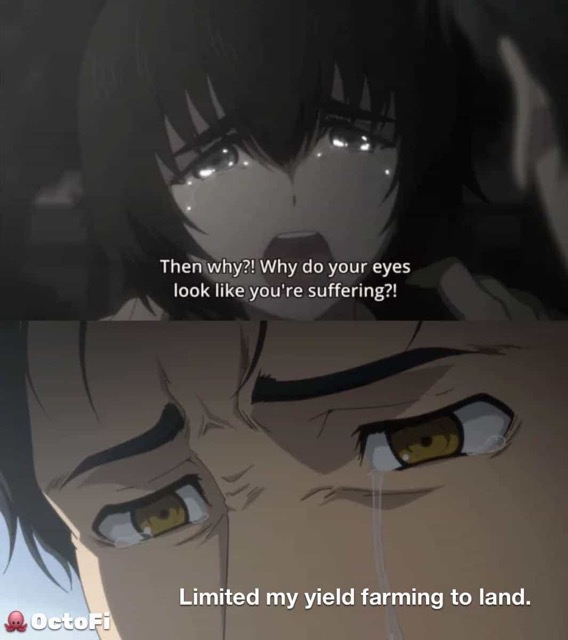 Then why?! Why do your eyes
look like you're suffering?!
Limited my yield farming to land.
OctoFi